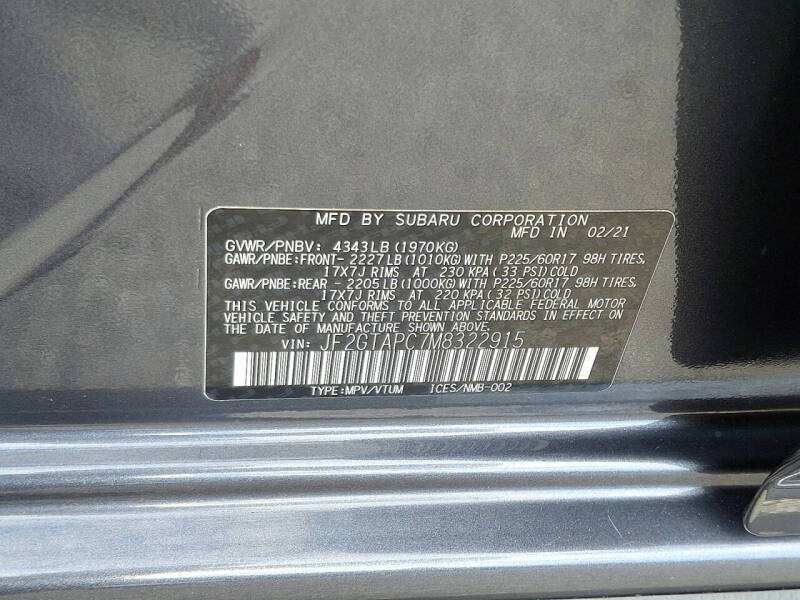 MFD BY SUBARU CORPORATION
MFD IN 02/21
GVWR/PNBV: 4343LB(1970KG)
GAWR/PNBE:FRONT- 2227LB(1010KG)WITH P225/60R17 98H TIRES,
17X7J RIMS AT 230 KPA(33 PSI)COLD
GAWR/PNBE:REAR - 2205LB(1000KG)WITH P225/60R17 98H TIRES,
17X7J RIMS AT 220 KPA(32 PSI)COLD
THIS VEHICLE CONFORMS TO ALL APPLICABLE FEDERAL MOTOR
VEHICLE SAFETY AND THEFT PREVENTION STANDARDS IN EFFECT ON
THE DATE OF MANUFACTURE SHOWN ABOVE.
VIN: JF2GTAPC7M8322915
TYPE:MPV/VTUM ICES/NMB-002